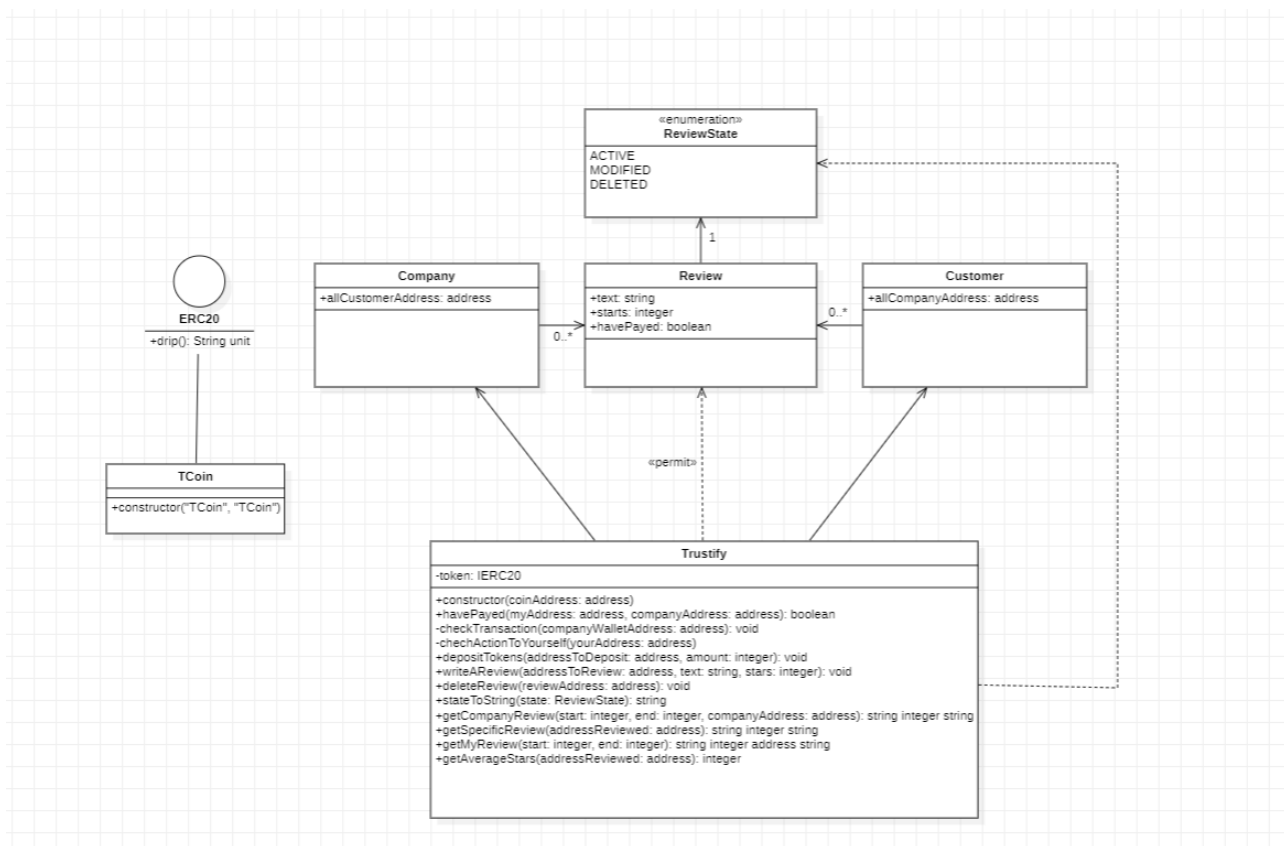 «enumeration»
ReviewState
ACTIVE
MODIFIED
DELETED
1
ERC20
+drip(): String unit
TCoin
+constructor("TCoin", "TCoin")
Company
+allCustomerAddress: address
0..*
Review
+text: string
+starts: integer
+havePayed: boolean
0..*
Customer
+allCompanyAddress: address
«permit»
Trustify
-token: IERC20
+constructor(coinAddress: address)
+havePayed(myAddress: address, companyAddress: address): boolean
-checkTransaction(companyWalletAddress: address): void
-chechActionToYourself(yourAddress: address)
+depositTokens(addressToDeposit: address, amount: integer): void
+writeAReview(addressToReview: address, text: string, stars: integer): void
+deleteReview(reviewAddress: address): void
+stateToString(state: ReviewState): string
+getCompanyReview(start: integer, end: integer, companyAddress: address): string integer string
+getSpecificReview(addressReviewed: address): string integer string
+getMyReview(start: integer, end: integer): string integer address string
+getAverageStars(addressReviewed: address): integer